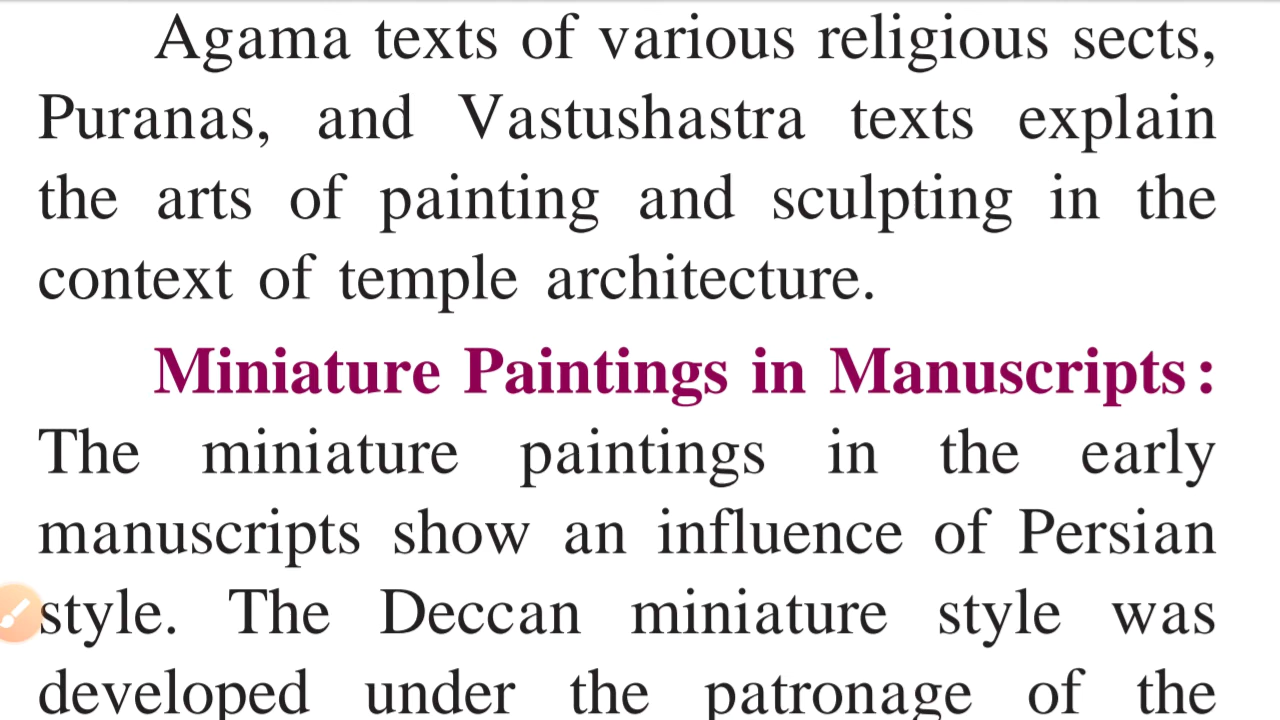 Agama texts of various religious sects,
Puranas, and Vastushastra texts explain
the arts of painting and sculpting in the
context of temple architecture.
Miniature Paintings in Manuscripts :
The miniature paintings in the early
manuscripts show an influence of Persian
style. The Deccan miniature style was
developed under the patronage of the